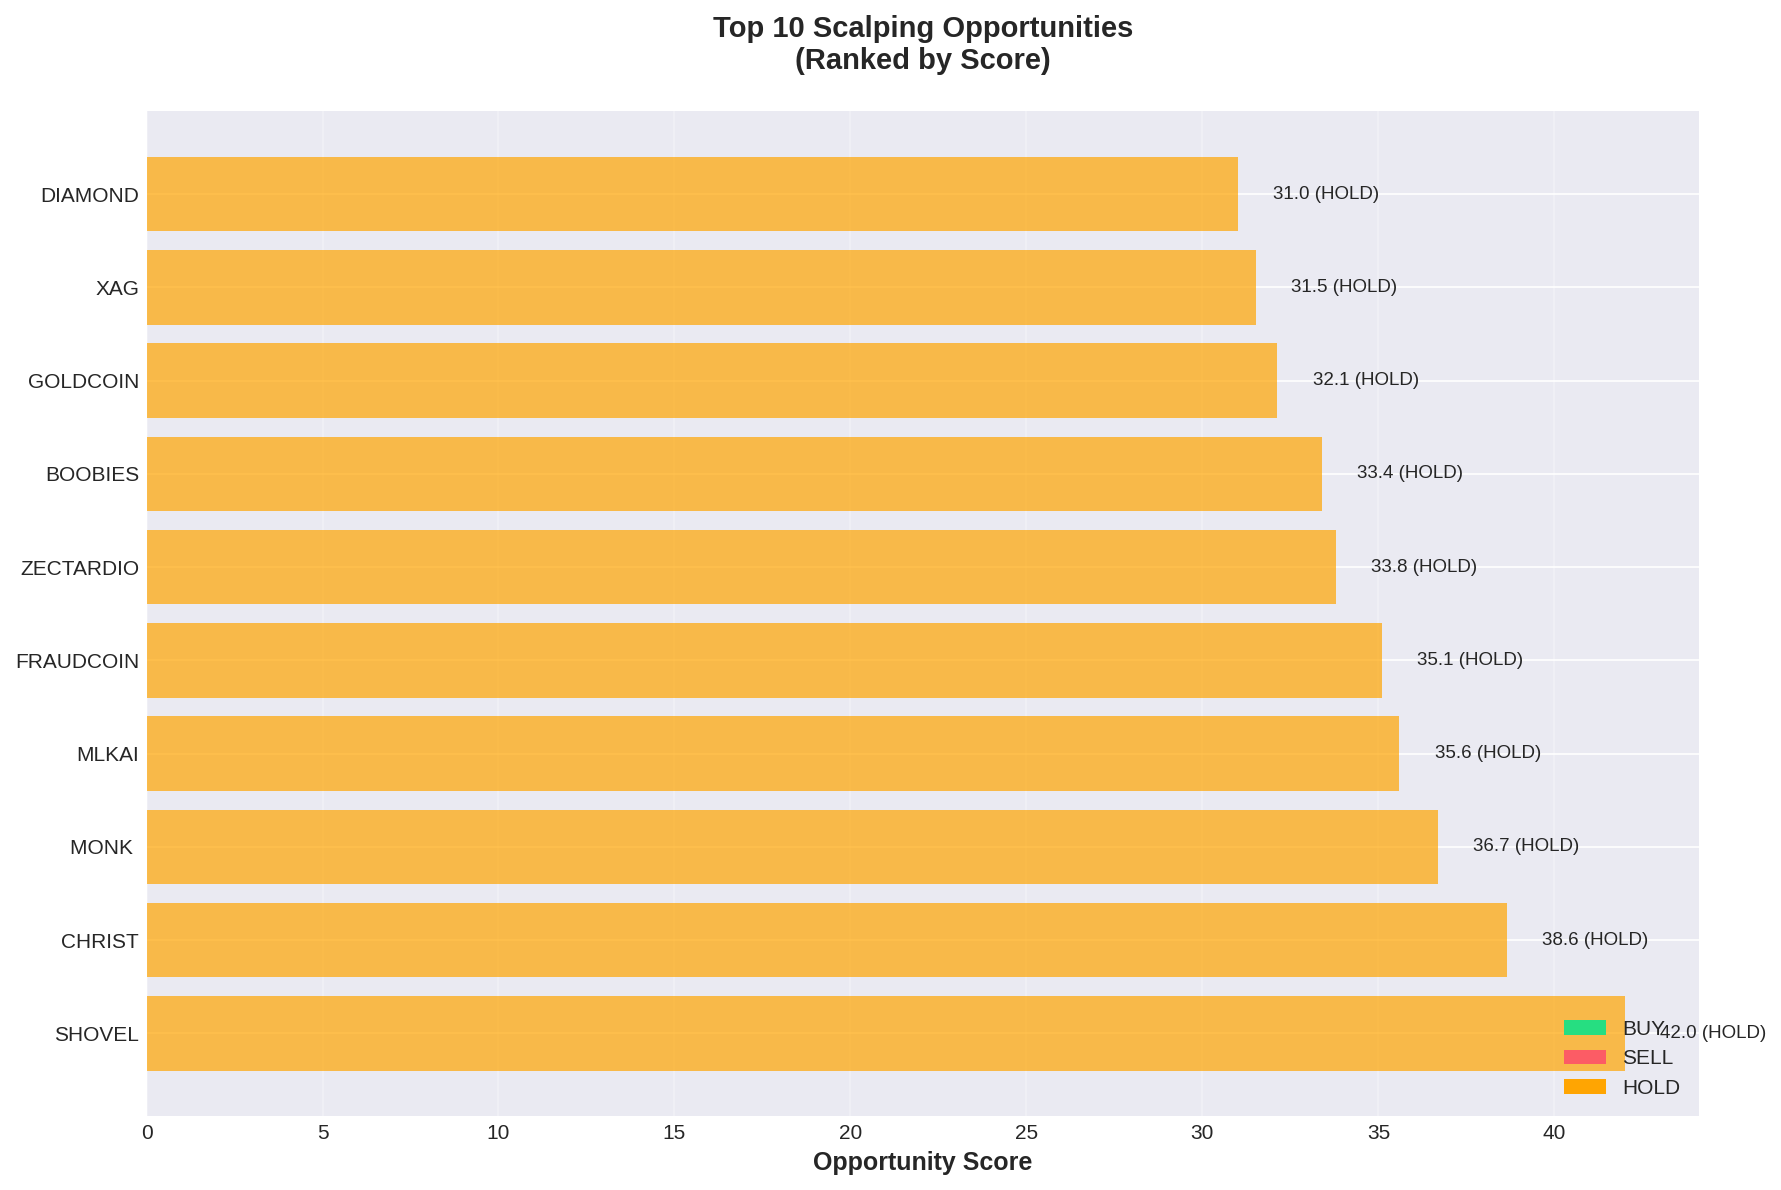 Top 10 Scalping Opportunities
(Ranked by Score)
DIAMOND
31.0 (HOLD)
XAG
31.5 (HOLD)
GOLDCOIN
32.1 (HOLD)
BOOBIES
33.4 (HOLD)
ZECTARDIO
33.8 (HOLD)
FRAUDCOIN
35.1 (HOLD)
MLKAI
35.6 (HOLD)
MONK
36.7 (HOLD)
CHRIST
38.6 (HOLD)
SHOVEL
42.0 (HOLD)
BUY
SELL
HOLD
0 5 10 15 20 25 30 35 40
Opportunity Score